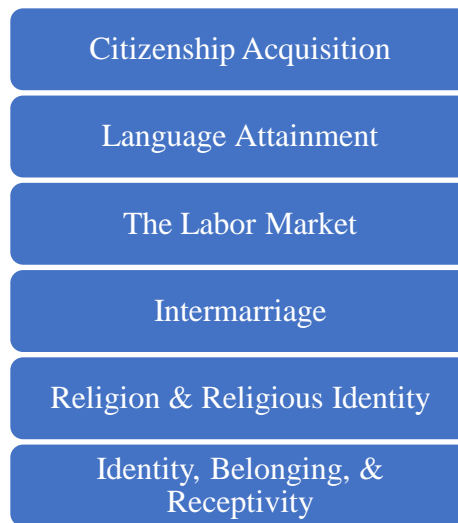 Citizenship Acquisition
Language Attainment
The Labor Market
Intermarriage
Religion & Religious Identity
Identity, Belonging, &
Receptivity